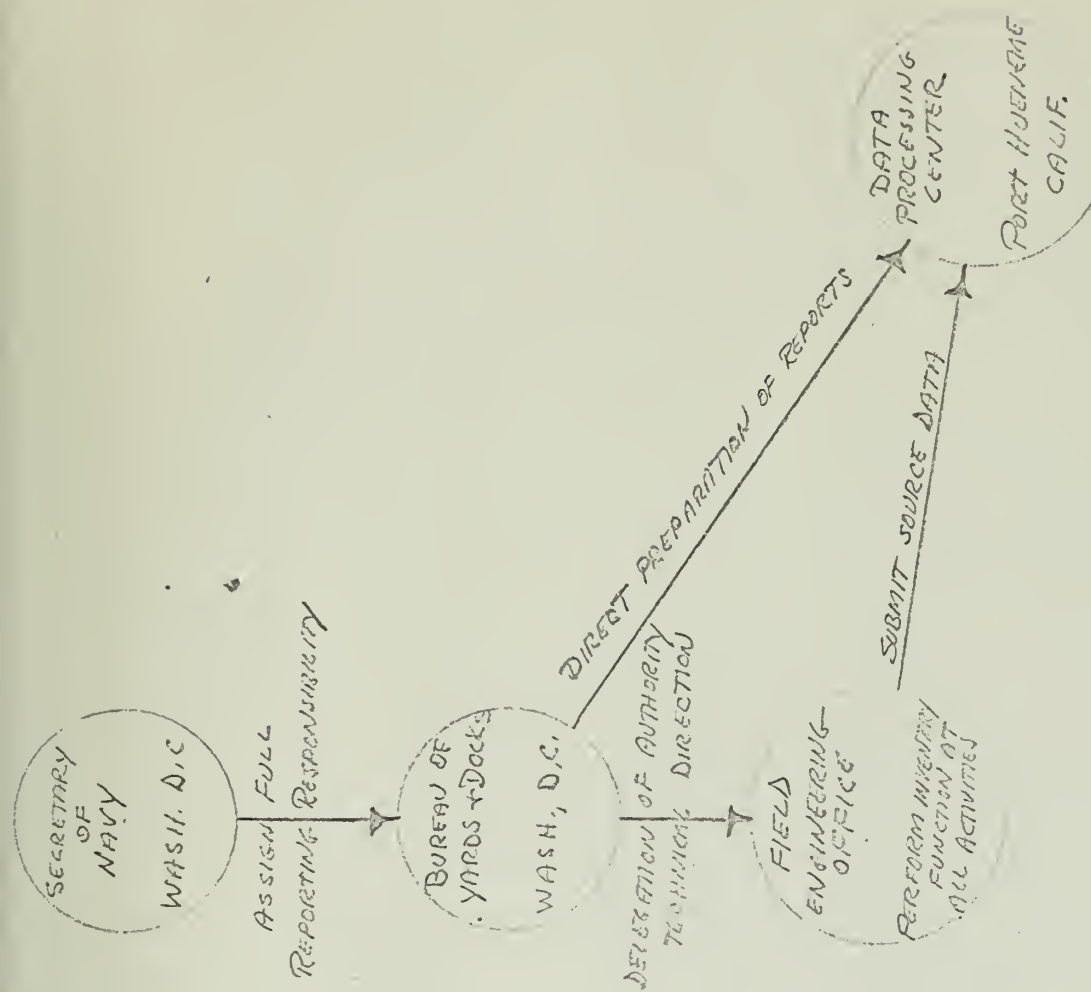 SECRETARY
OF
NAVY
WASH. D.C
ASSIGN FULL
REPORTING RESPONSIBILITY
BUREAU OF
YARDS & DOCKS
WASH, D.C.
DELEGATION OF AUTHORITY
TECHNICAL DIRECTION
DIRECT PREPARATION OF REPORTS
FIELD
ENGINEERING
OFFICE
PERFORM INVENTORY
FUNCTION AT
ALL ACTIVITIES
SUBMIT SOURCE DATA
DATA
PROCESSING
CENTER
PORT HUENEME
CALIF.